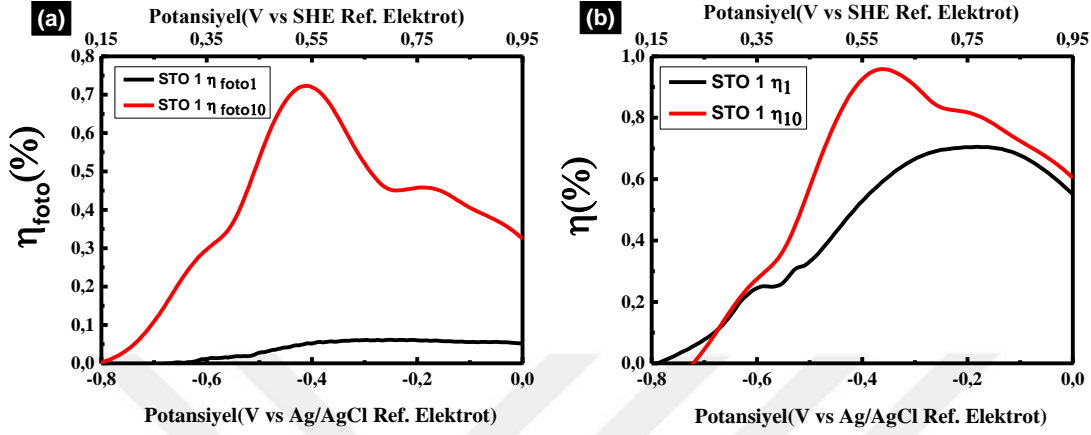 (a)
Potansiyel(V vs SHE Ref. Elektrot)
0,15 0,35 0,55 0,75 0,95
0,8
0,7
0,6
0,5
0,4
0,3
0,2
0,1
0,0
ηfoto(%)
STO 1 η foto1
STO 1 η foto10
-0,8 -0,6 -0,4 -0,2 0,0
Potansiyel(V vs Ag/AgCl Ref. Elektrot)
(b)
Potansiyel(V vs SHE Ref. Elektrot)
0,15 0,35 0,55 0,75 0,95
1,0
0,8
0,6
0,4
0,2
0,0
η(%)
STO 1 η1
STO 1 η10
-0,8 -0,6 -0,4 -0,2 0,0
Potansiyel(V vs Ag/AgCl Ref. Elektrot)